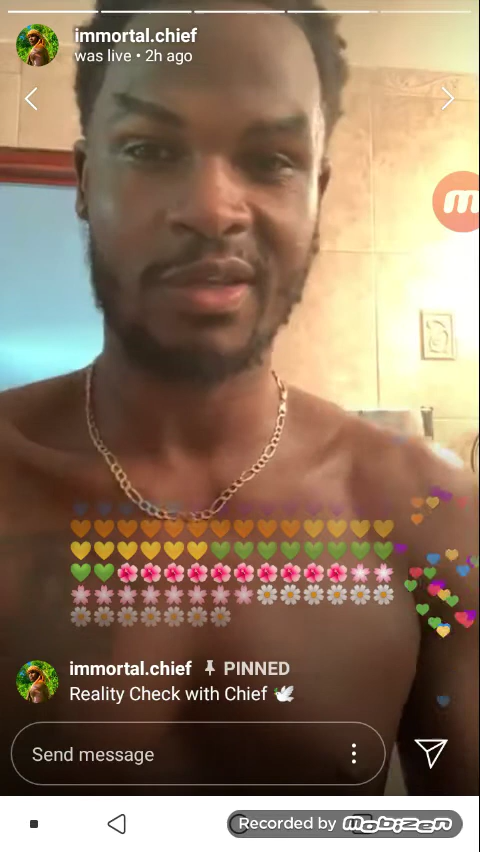 immortal.chief
was live • 2h ago
m
immortal.chief PINNED
Reality Check with Chief 🕊️
Send message
Recorded by mobizen